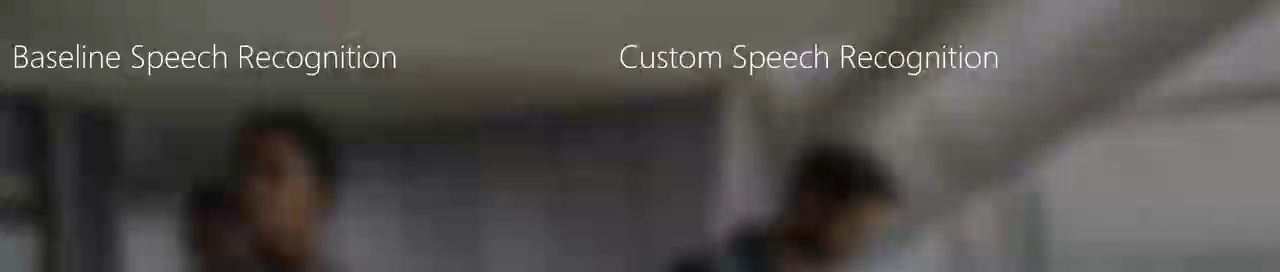 Baseline Speech Recognition
Custom Speech Recognition